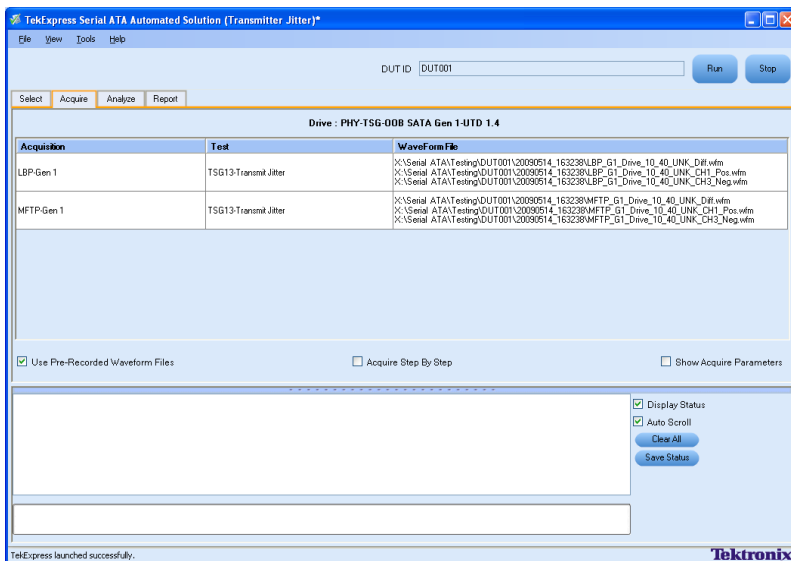 TekExpress Serial ATA Automated Solution (Transmitter Jitter)*
File View Tools Help
DUT ID DUT001 Run Stop
Select Acquire Analyze Report
Drive : PHY-TSG-OOB SATA Gen 1-UTD 1.4
Acquisition Test WaveForm File
LBP-Gen 1 TSG13-Transmit Jitter X:\Serial ATA\Testing\DUT001\20090514_163238\LBP_G1_Drive_10_40_UNK_Diff.wfm
X:\Serial ATA\Testing\DUT001\20090514_163238\LBP_G1_Drive_10_40_UNK_CH1_Pos.wfm
X:\Serial ATA\Testing\DUT001\20090514_163238\LBP_G1_Drive_10_40_UNK_CH3_Neg.wfm
MFTP-Gen 1 TSG13-Transmit Jitter X:\Serial ATA\Testing\DUT001\20090514_163238\MFTP_G1_Drive_10_40_UNK_Diff.wfm
X:\Serial ATA\Testing\DUT001\20090514_163238\MFTP_G1_Drive_10_40_UNK_CH1_Pos.wfm
X:\Serial ATA\Testing\DUT001\20090514_163238\MFTP_G1_Drive_10_40_UNK_CH3_Neg.wfm
Use Pre-Recorded Waveform Files Acquire Step By Step Show Acquire Parameters
Display Status
Auto Scroll
Clear All
Save Status
TekExpress launched successfully. Tektronix